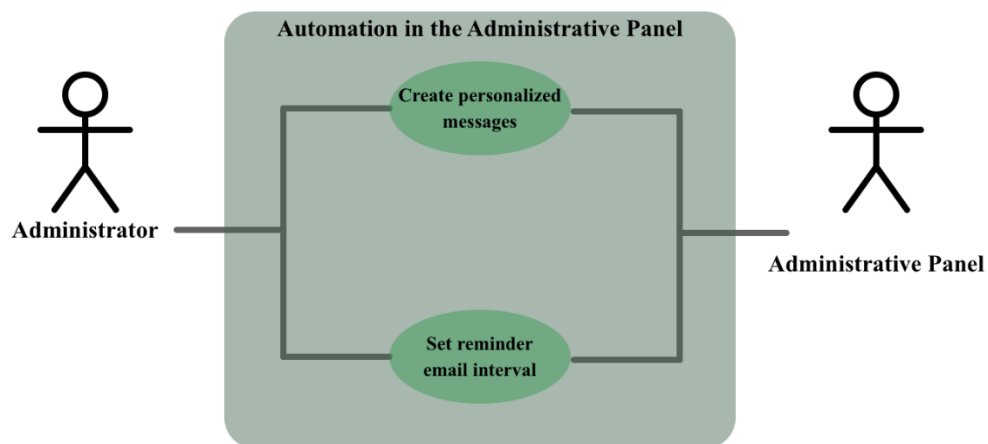 Automation in the Administrative Panel
Create personalized
messages
Administrator
Administrative Panel
Set reminder
email interval